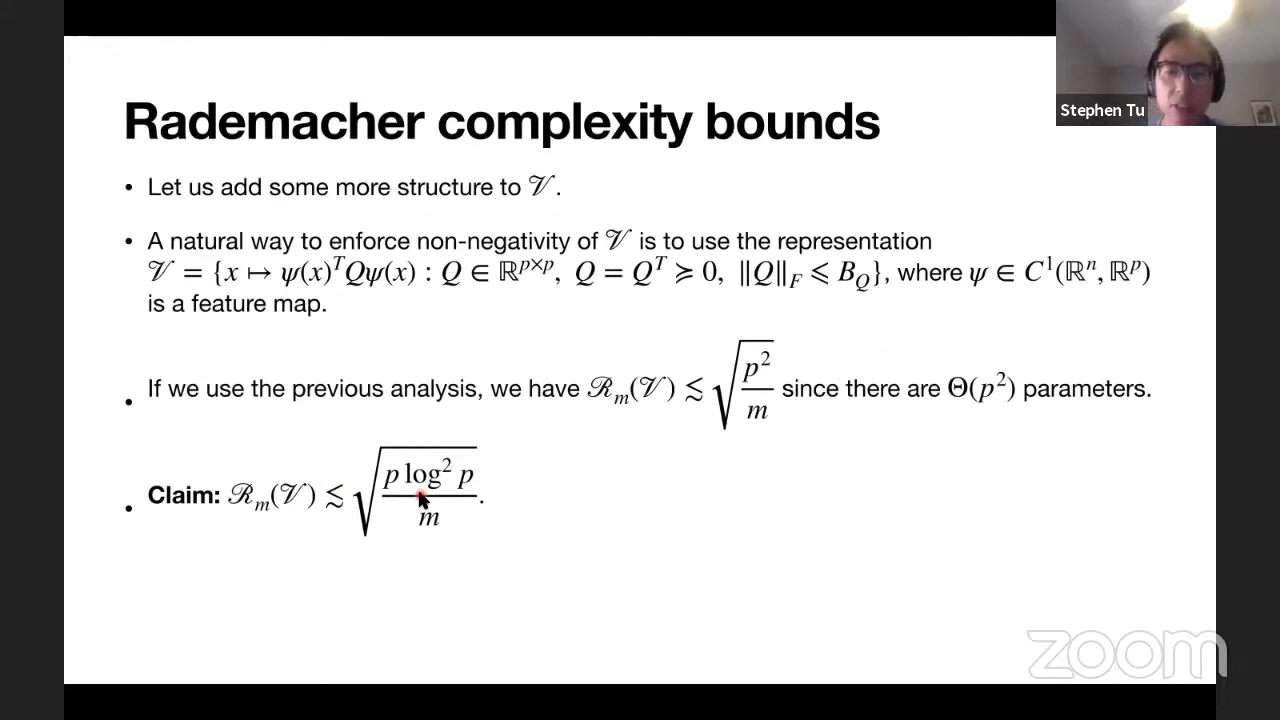 Stephen Tu
Rademacher complexity bounds
• Let us add some more structure to 𝒱.
• A natural way to enforce non-negativity of 𝒱 is to use the representation
𝒱 = {x ↦ ψ(x)ᵀQψ(x) : Q ∈ ℝᵖˣᵖ, Q = Qᵀ ≽ 0, ‖Q‖_F ⩽ B_Q}, where ψ ∈ C¹(ℝⁿ, ℝᵖ)
is a feature map.
• If we use the previous analysis, we have ℛₘ(𝒱) ≲ √(p²/m) since there are Θ(p²) parameters.
• Claim: ℛₘ(𝒱) ≲ √(p log² p / m).
zoom